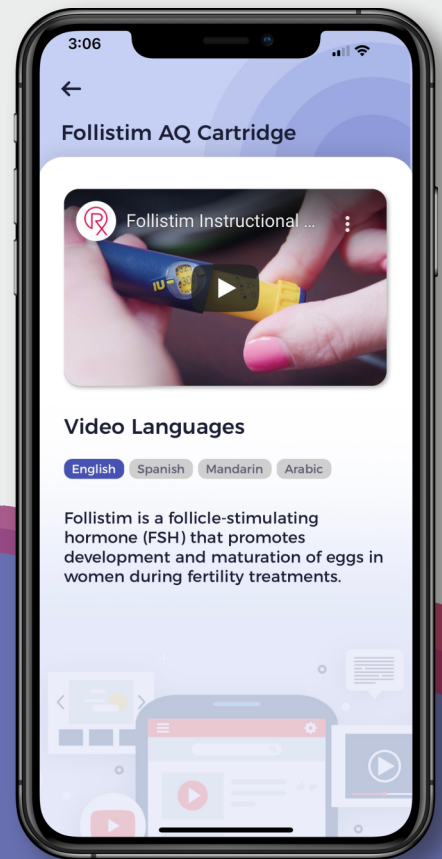 3:06
Follistim AQ Cartridge
Follistim Instructional ...
IU
Video Languages
English Spanish Mandarin Arabic
Follistim is a follicle-stimulating
hormone (FSH) that promotes
development and maturation of eggs in
women during fertility treatments.